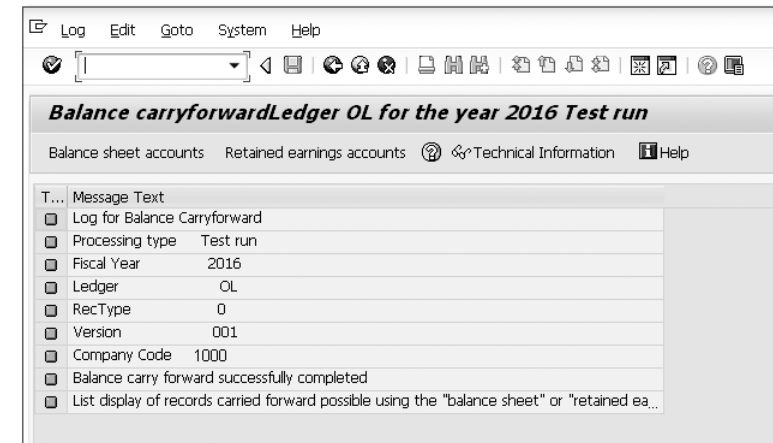 Log Edit Goto System Help
Balance carryforwardLedger OL for the year 2016 Test run
Balance sheet accounts Retained earnings accounts Technical Information Help
T... Message Text
Log for Balance Carryforward
Processing type Test run
Fiscal Year 2016
Ledger OL
RecType 0
Version 001
Company Code 1000
Balance carry forward successfully completed
List display of records carried forward possible using the "balance sheet" or "retained ea...